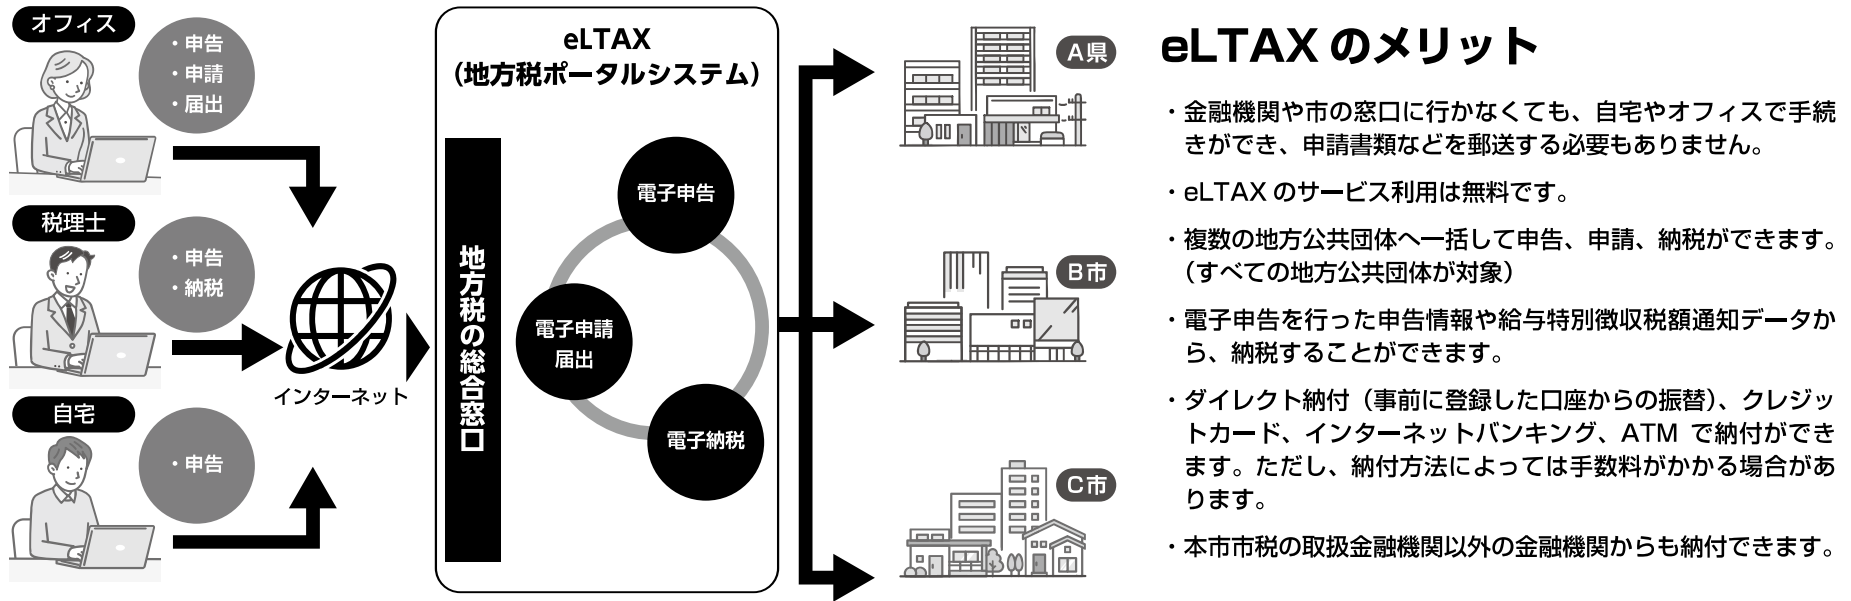 オフィス
・申告
・申請
・届出
税理士
・申告
・納税
自宅
・申告
インターネット
eLTAX
（地方税ポータルシステム）
地方税の総合窓口
電子申告
電子申請
届出
電子納税
A県
B市
C市
eLTAXのメリット
・金融機関や市の窓口に行かなくても、自宅やオフィスで手続
きができ、申請書類などを郵送する必要もありません。
・eLTAXのサービス利用は無料です。
・複数の地方公共団体へ一括して申告、申請、納税ができます。
（すべての地方公共団体が対象）
・電子申告を行った申告情報や給与特別徴収税額通知データか
ら、納税することができます。
・ダイレクト納付（事前に登録した口座からの振替）、クレジッ
トカード、インターネットバンキング、ATMで納付ができ
ます。ただし、納付方法によっては手数料がかかる場合があ
ります。
・本市市税の取扱金融機関以外の金融機関からも納付できます。